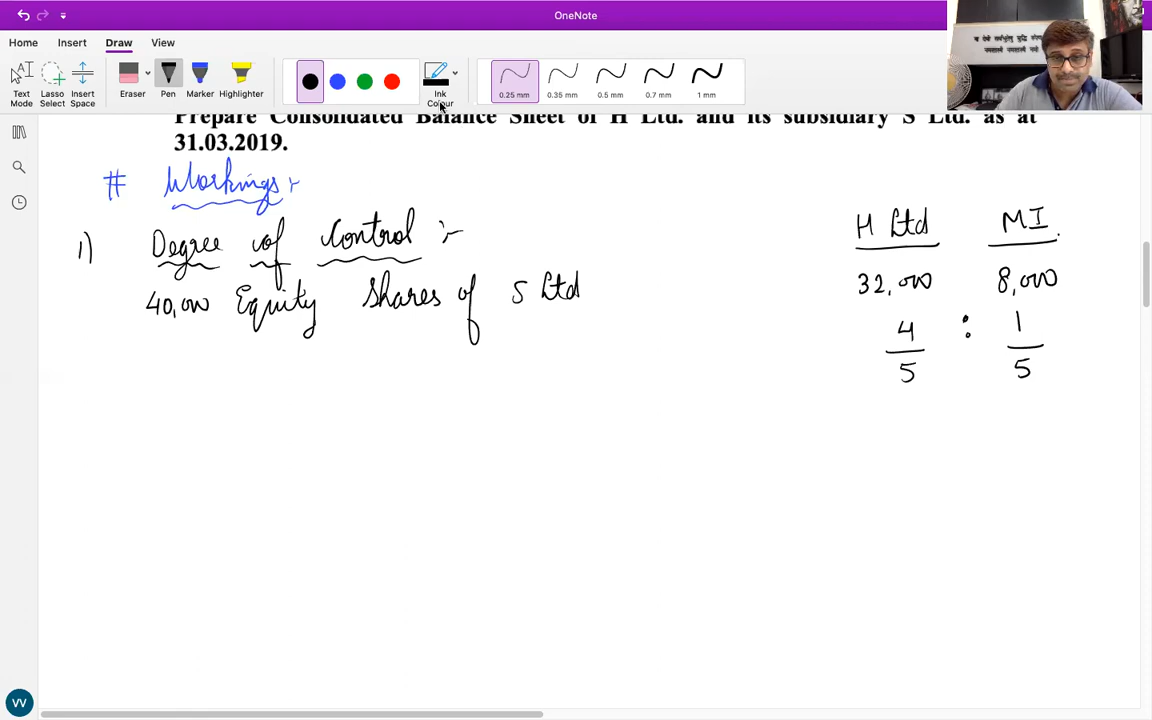 OneNote
Home Insert Draw View
Text Mode
Lasso Select
Insert Space
Eraser
Pen
Marker
Highlighter
Ink Colour
0.25 mm 0.35 mm 0.5 mm 0.7 mm 1 mm
Prepare Consolidated Balance Sheet of H Ltd. and its subsidiary S Ltd. as at
31.03.2019.
# Workings:-
1) Degree of Control :- H Ltd MI
40,000 Equity Shares of S Ltd 32,000 8,000
4/5 : 1/5
VV